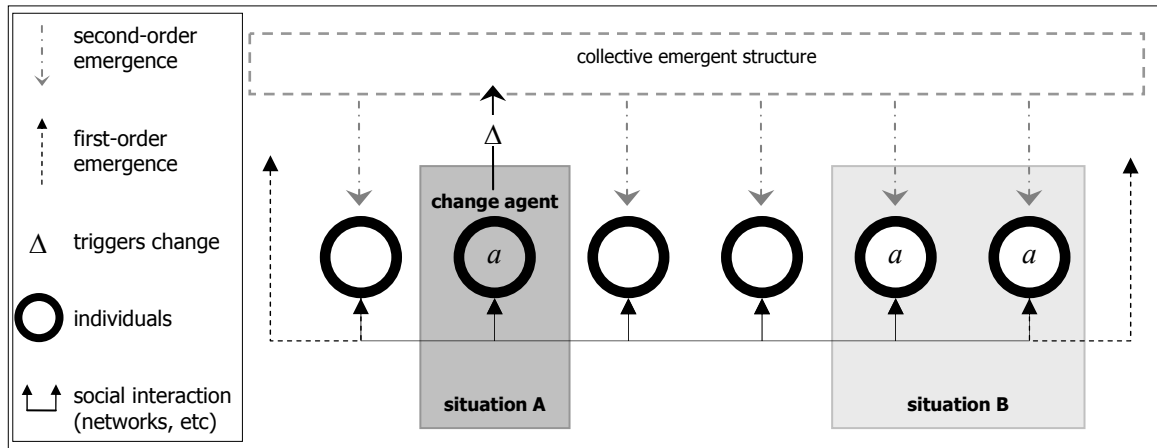 second-order
emergence
first-order
emergence
Δ triggers change
individuals
social interaction
(networks, etc)
collective emergent structure
Δ
change agent
a
a
a
situation A
situation B